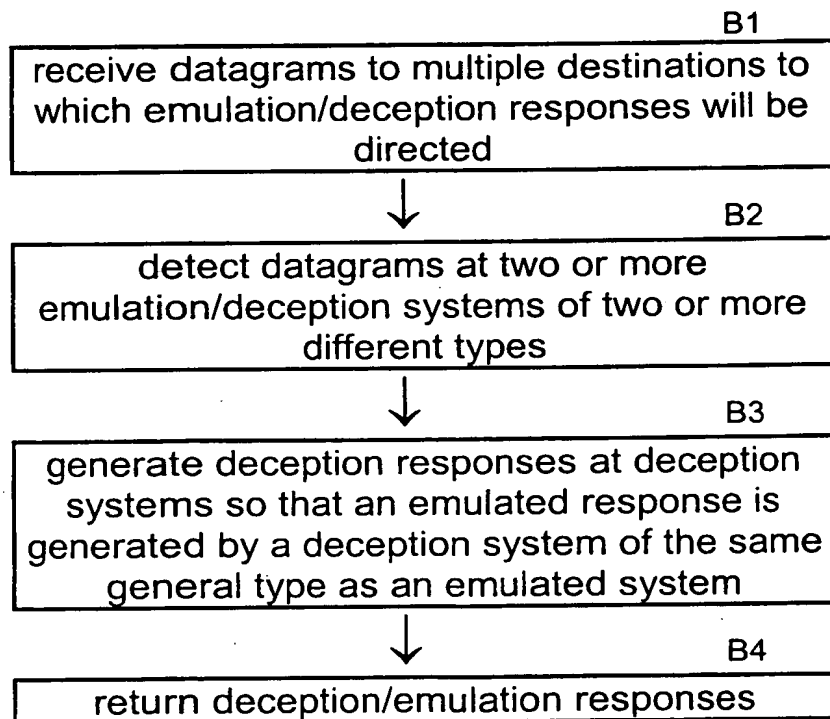 B1
receive datagrams to multiple destinations to
which emulation/deception responses will be
directed
B2
detect datagrams at two or more
emulation/deception systems of two or more
different types
B3
generate deception responses at deception
systems so that an emulated response is
generated by a deception system of the same
general type as an emulated system
B4
return deception/emulation responses